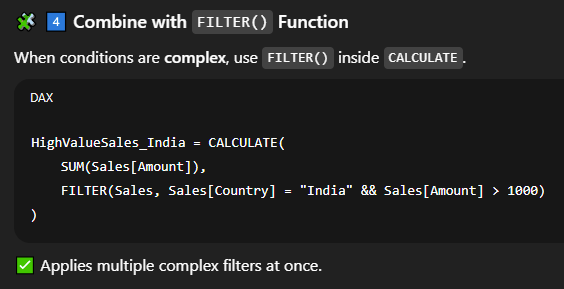 🧩 4️⃣ Combine with FILTER() Function
When conditions are complex, use FILTER() inside CALCULATE.
DAX
HighValueSales_India = CALCULATE(
    SUM(Sales[Amount]),
    FILTER(Sales, Sales[Country] = "India" && Sales[Amount] > 1000)
)
✅ Applies multiple complex filters at once.